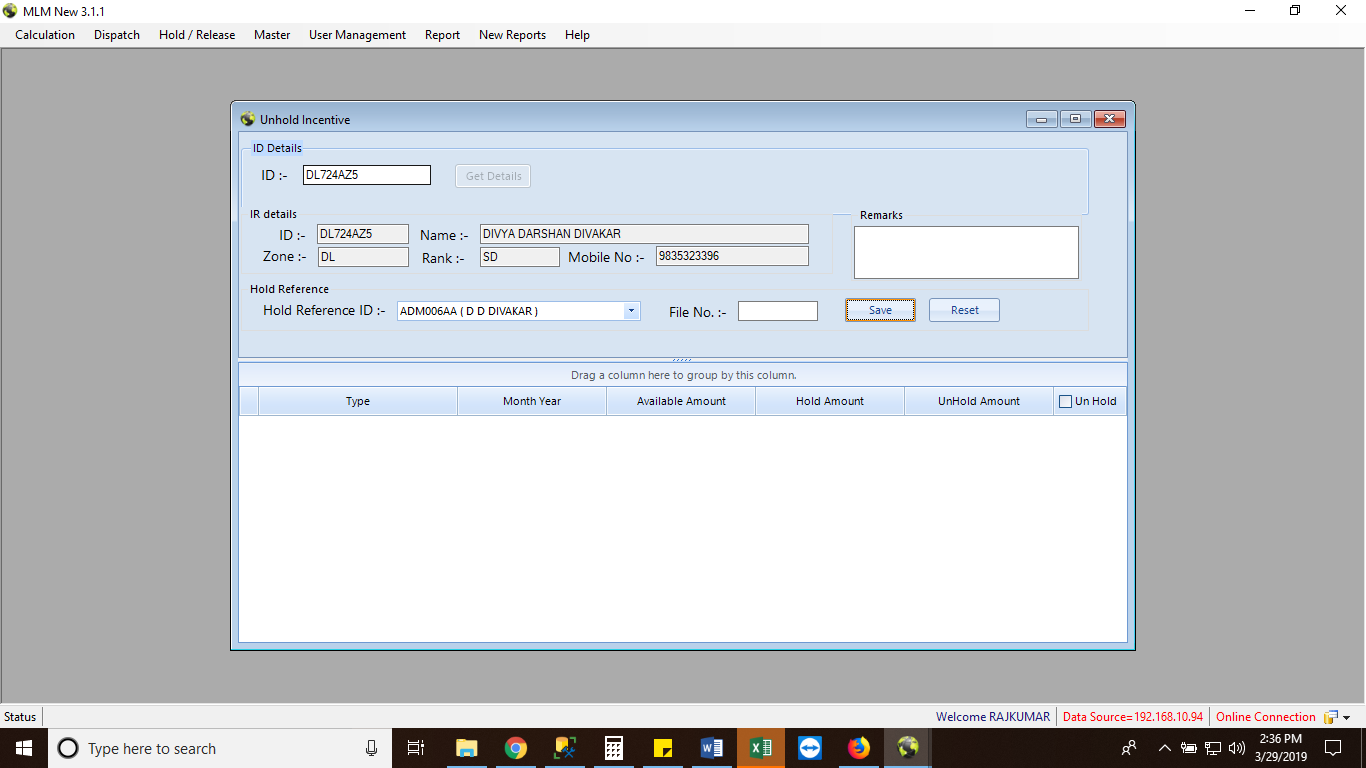 MLM New 3.1.1
Calculation Dispatch Hold / Release Master User Management Report New Reports Help
Unhold Incentive
ID Details
ID :- DL724AZ5 Get Details
IR details Remarks
ID :- DL724AZ5 Name :- DIVYA DARSHAN DIVAKAR
Zone :- DL Rank :- SD Mobile No :- 9835323396
Hold Reference
Hold Reference ID :- ADM006AA ( D D DIVAKAR ) File No. :- Save Reset
Drag a column here to group by this column.
Type Month Year Available Amount Hold Amount UnHold Amount Un Hold
Status Welcome RAJKUMAR Data Source=192.168.10.94 Online Connection
Type here to search
2:36 PM
3/29/2019